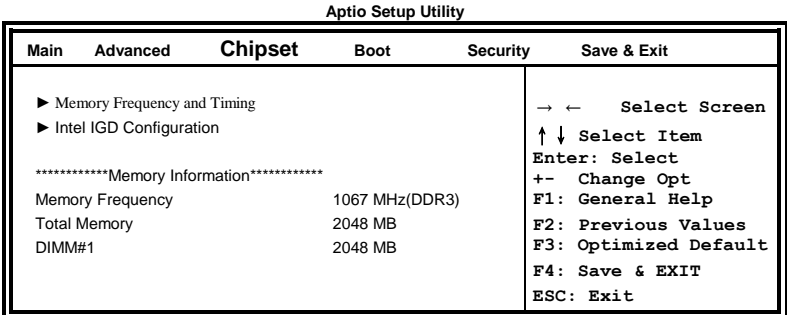 Aptio Setup Utility
Main Advanced Chipset Boot Security Save & Exit
► Memory Frequency and Timing
► Intel IGD Configuration
************Memory Information************
Memory Frequency 1067 MHz(DDR3)
Total Memory 2048 MB
DIMM#1 2048 MB
→ ← Select Screen
↑↓ Select Item
Enter: Select
+- Change Opt
F1: General Help
F2: Previous Values
F3: Optimized Default
F4: Save & EXIT
ESC: Exit